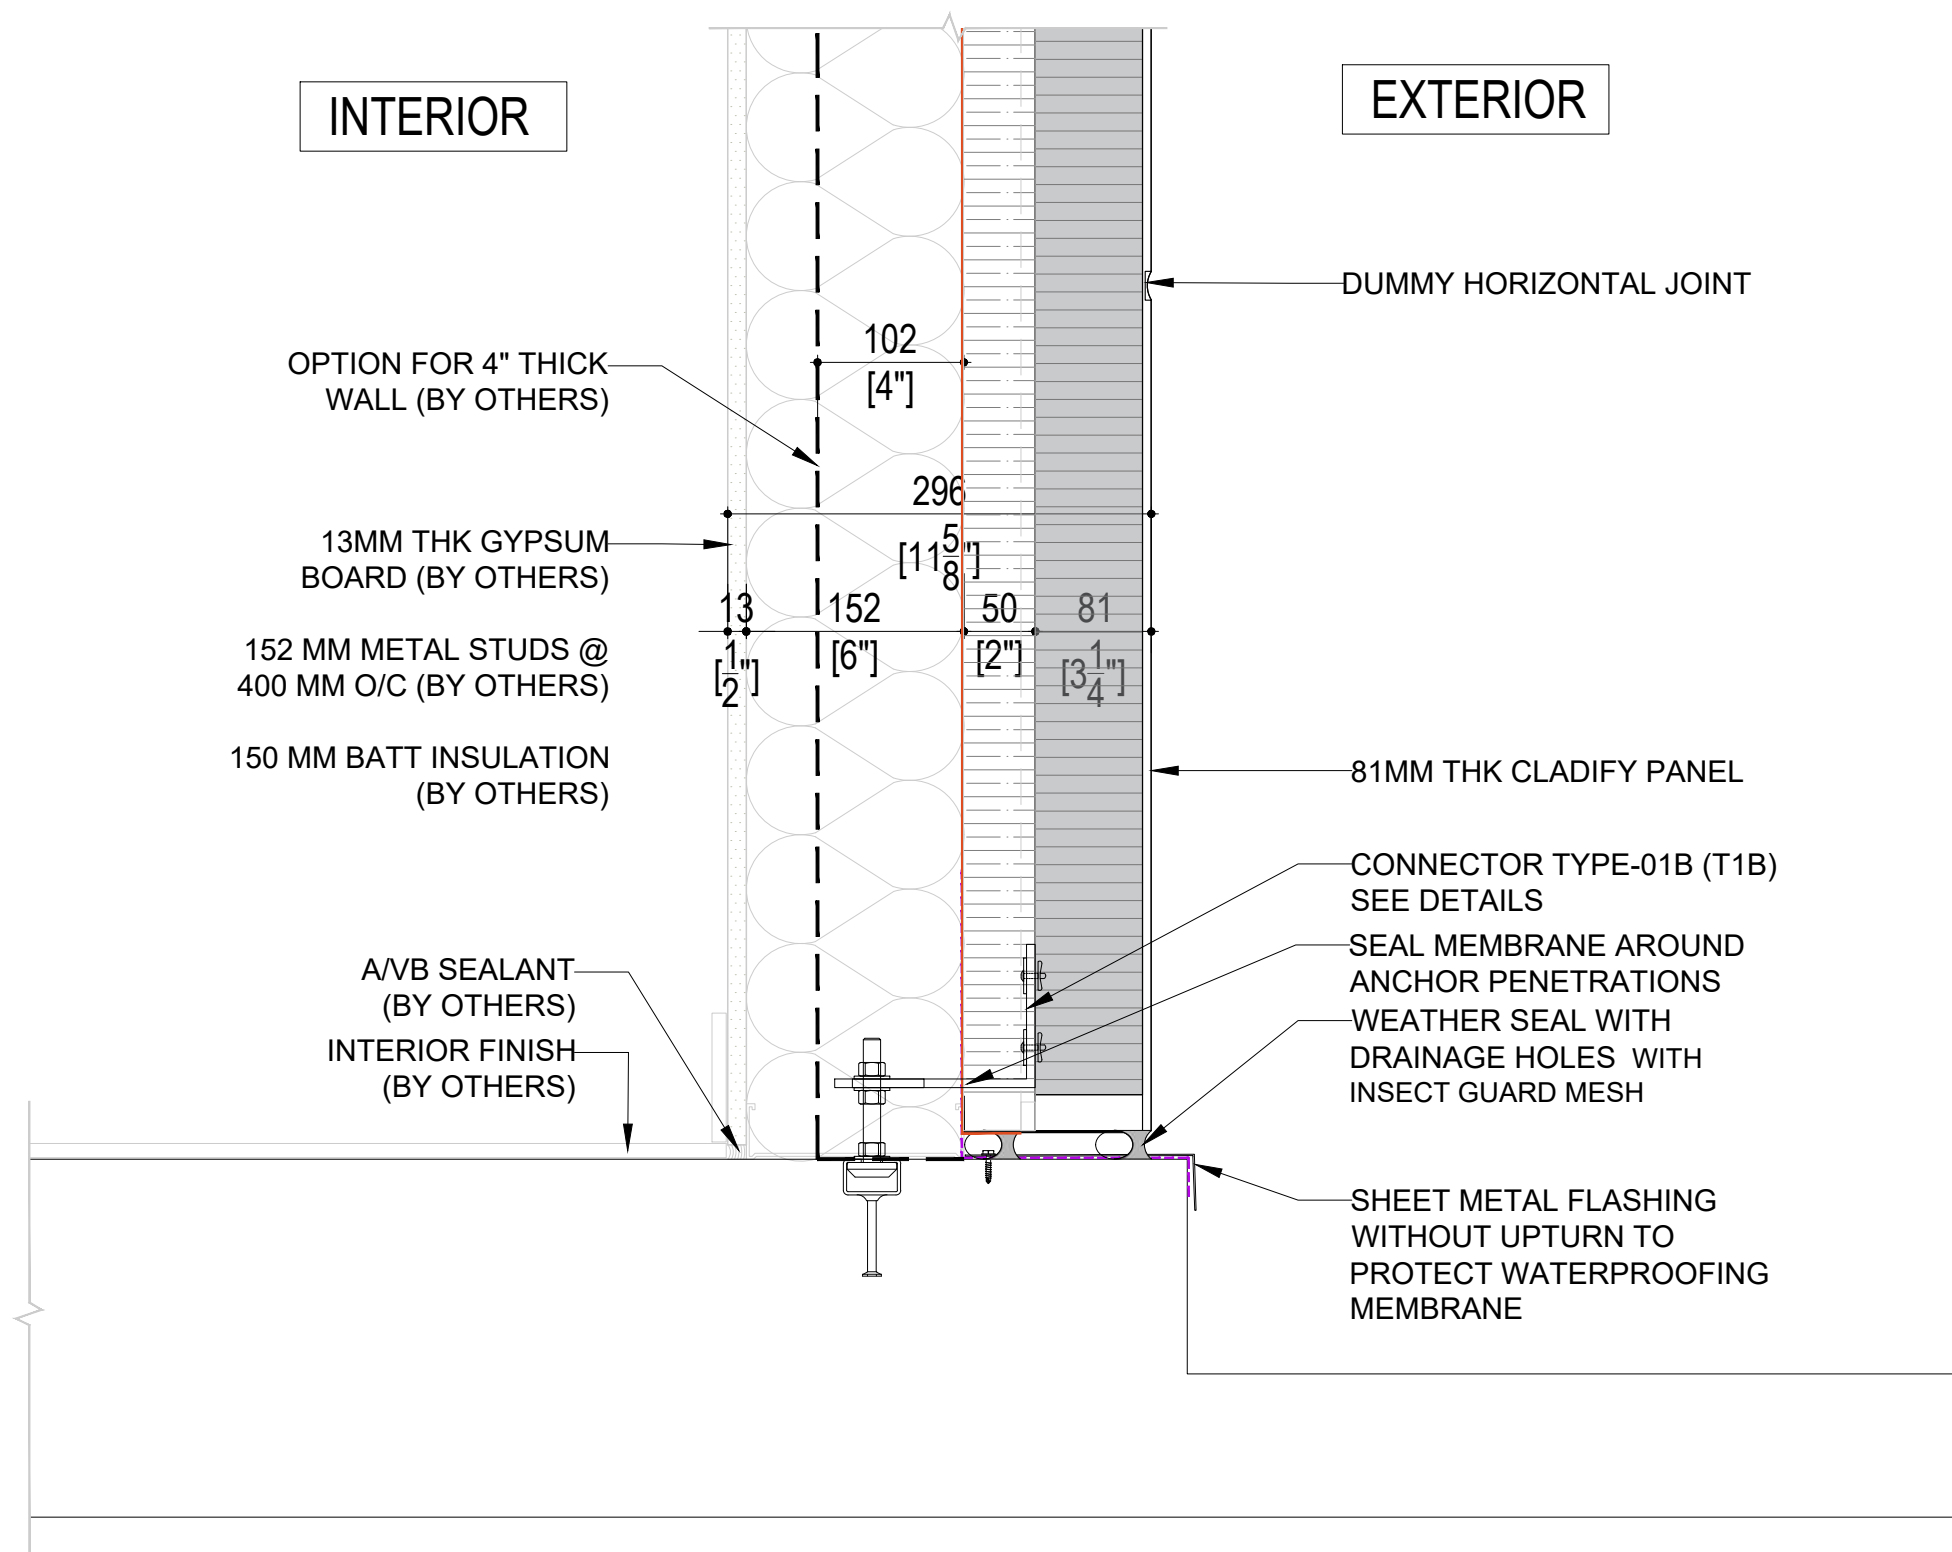 INTERIOR
EXTERIOR
DUMMY HORIZONTAL JOINT
102
[4"]
OPTION FOR 4" THICK
WALL (BY OTHERS)
296
[11 5/8"]
13MM THK GYPSUM
BOARD (BY OTHERS)
13
[1/2"]
152
[6"]
50
[2"]
81
[3 1/4"]
152 MM METAL STUDS @
400 MM O/C (BY OTHERS)
150 MM BATT INSULATION
(BY OTHERS)
81MM THK CLADIFY PANEL
CONNECTOR TYPE-01B (T1B)
SEE DETAILS
SEAL MEMBRANE AROUND
ANCHOR PENETRATIONS
A/VB SEALANT
(BY OTHERS)
INTERIOR FINISH
(BY OTHERS)
WEATHER SEAL WITH
DRAINAGE HOLES WITH
INSECT GUARD MESH
SHEET METAL FLASHING
WITHOUT UPTURN TO
PROTECT WATERPROOFING
MEMBRANE